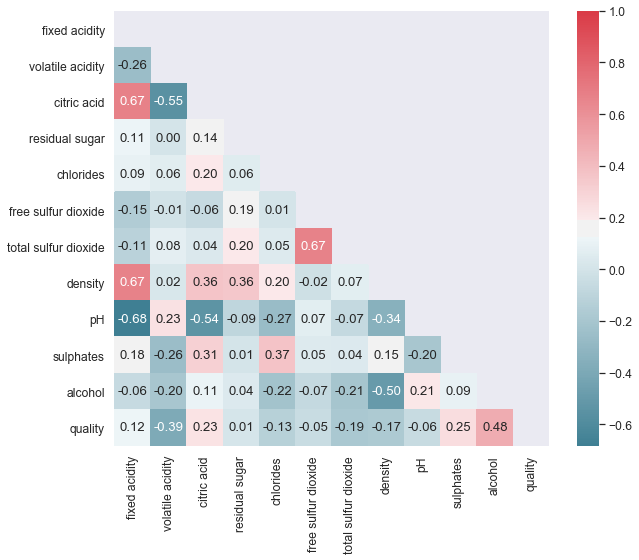 fixed acidity
volatile acidity -0.26
citric acid 0.67 -0.55
residual sugar 0.11 0.00 0.14
chlorides 0.09 0.06 0.20 0.06
free sulfur dioxide -0.15 -0.01 -0.06 0.19 0.01
total sulfur dioxide -0.11 0.08 0.04 0.20 0.05 0.67
density 0.67 0.02 0.36 0.36 0.20 -0.02 0.07
pH -0.68 0.23 -0.54 -0.09 -0.27 0.07 -0.07 -0.34
sulphates 0.18 -0.26 0.31 0.01 0.37 0.05 0.04 0.15 -0.20
alcohol -0.06 -0.20 0.11 0.04 -0.22 -0.07 -0.21 -0.50 0.21 0.09
quality 0.12 -0.39 0.23 0.01 -0.13 -0.05 -0.19 -0.17 -0.06 0.25 0.48
fixed acidity
volatile acidity
citric acid
residual sugar
chlorides
free sulfur dioxide
total sulfur dioxide
density
pH
sulphates
alcohol
quality
1.0
0.8
0.6
0.4
0.2
0.0
−0.2
−0.4
−0.6